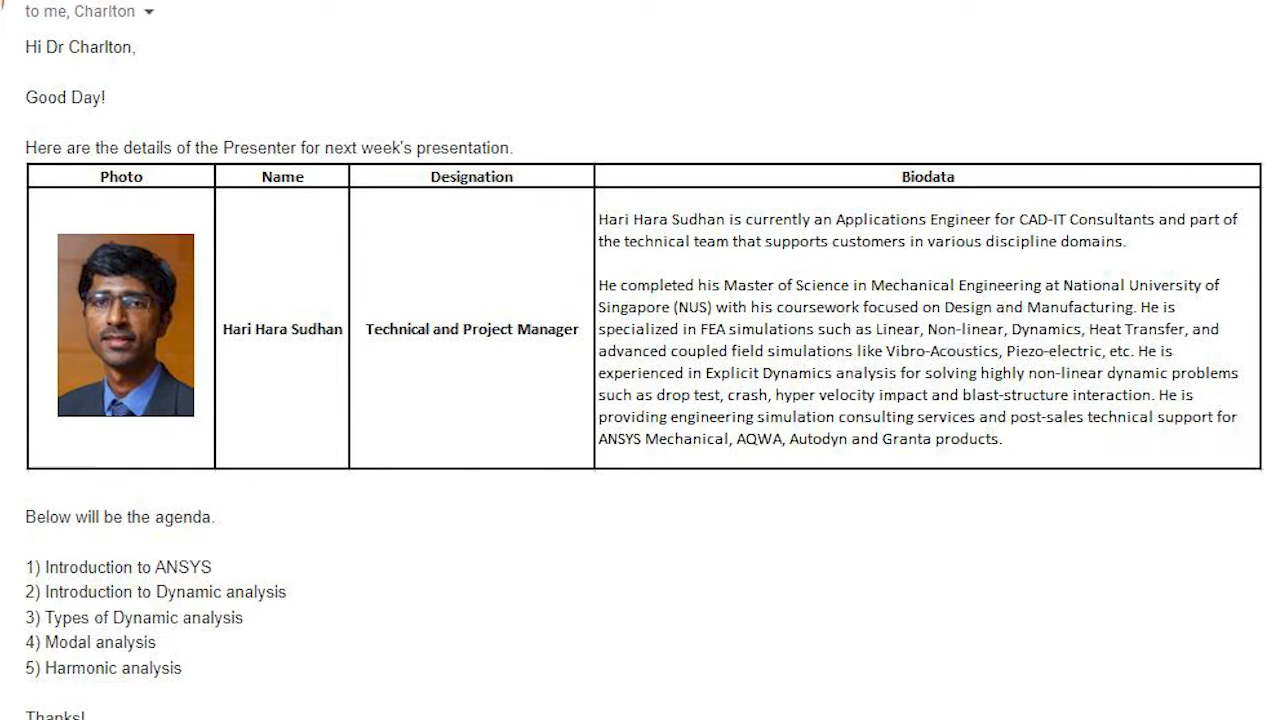 to me, Charlton
Hi Dr Charlton,
Good Day!
Here are the details of the Presenter for next week's presentation.
Photo Name Designation Biodata
Hari Hara Sudhan
Technical and Project Manager
Hari Hara Sudhan is currently an Applications Engineer for CAD-IT Consultants and part of
the technical team that supports customers in various discipline domains.
He completed his Master of Science in Mechanical Engineering at National University of
Singapore (NUS) with his coursework focused on Design and Manufacturing. He is
specialized in FEA simulations such as Linear, Non-linear, Dynamics, Heat Transfer, and
advanced coupled field simulations like Vibro-Acoustics, Piezo-electric, etc. He is
experienced in Explicit Dynamics analysis for solving highly non-linear dynamic problems
such as drop test, crash, hyper velocity impact and blast-structure interaction. He is
providing engineering simulation consulting services and post-sales technical support for
ANSYS Mechanical, AQWA, Autodyn and Granta products.
Below will be the agenda.
1) Introduction to ANSYS
2) Introduction to Dynamic analysis
3) Types of Dynamic analysis
4) Modal analysis
5) Harmonic analysis
Thanks!